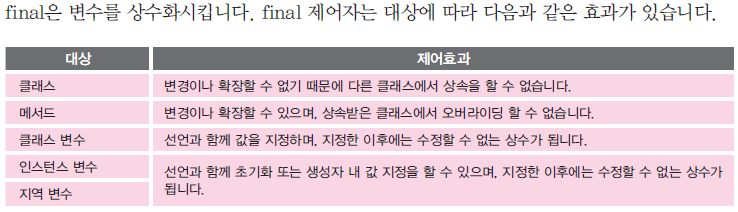 final은 변수를 상수화시킵니다. final 제어자는 대상에 따라 다음과 같은 효과가 있습니다.
대상 제어효과
클래스 변경이나 확장할 수 없기 때문에 다른 클래스에서 상속을 할 수 없습니다.
메서드 변경이나 확장할 수 있으며, 상속받은 클래스에서 오버라이딩 할 수 없습니다.
클래스 변수 선언과 함께 값을 지정하며, 지정한 이후에는 수정할 수 없는 상수가 됩니다.
인스턴스 변수
선언과 함께 초기화 또는 생성자 내 값 지정을 할 수 있으며, 지정한 이후에는 수정할 수 없는 상수가
됩니다.
지역 변수